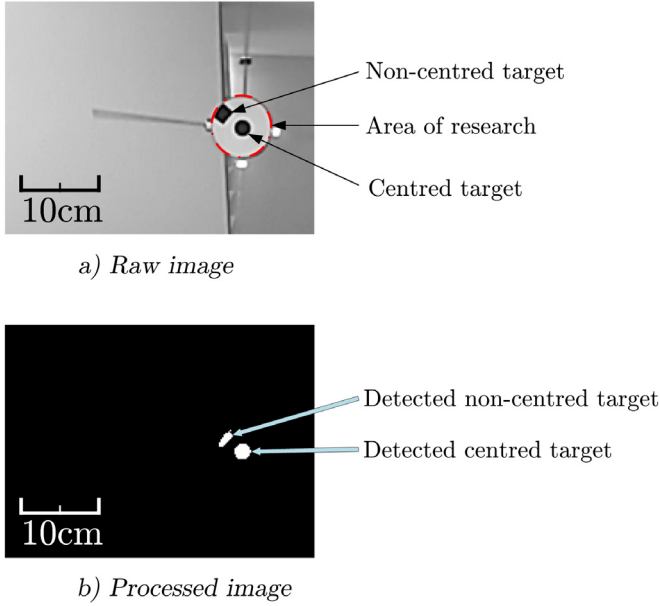 Non-centred target
Area of research
Centred target
10cm
a) Raw image
Detected non-centred target
Detected centred target
10cm
b) Processed image